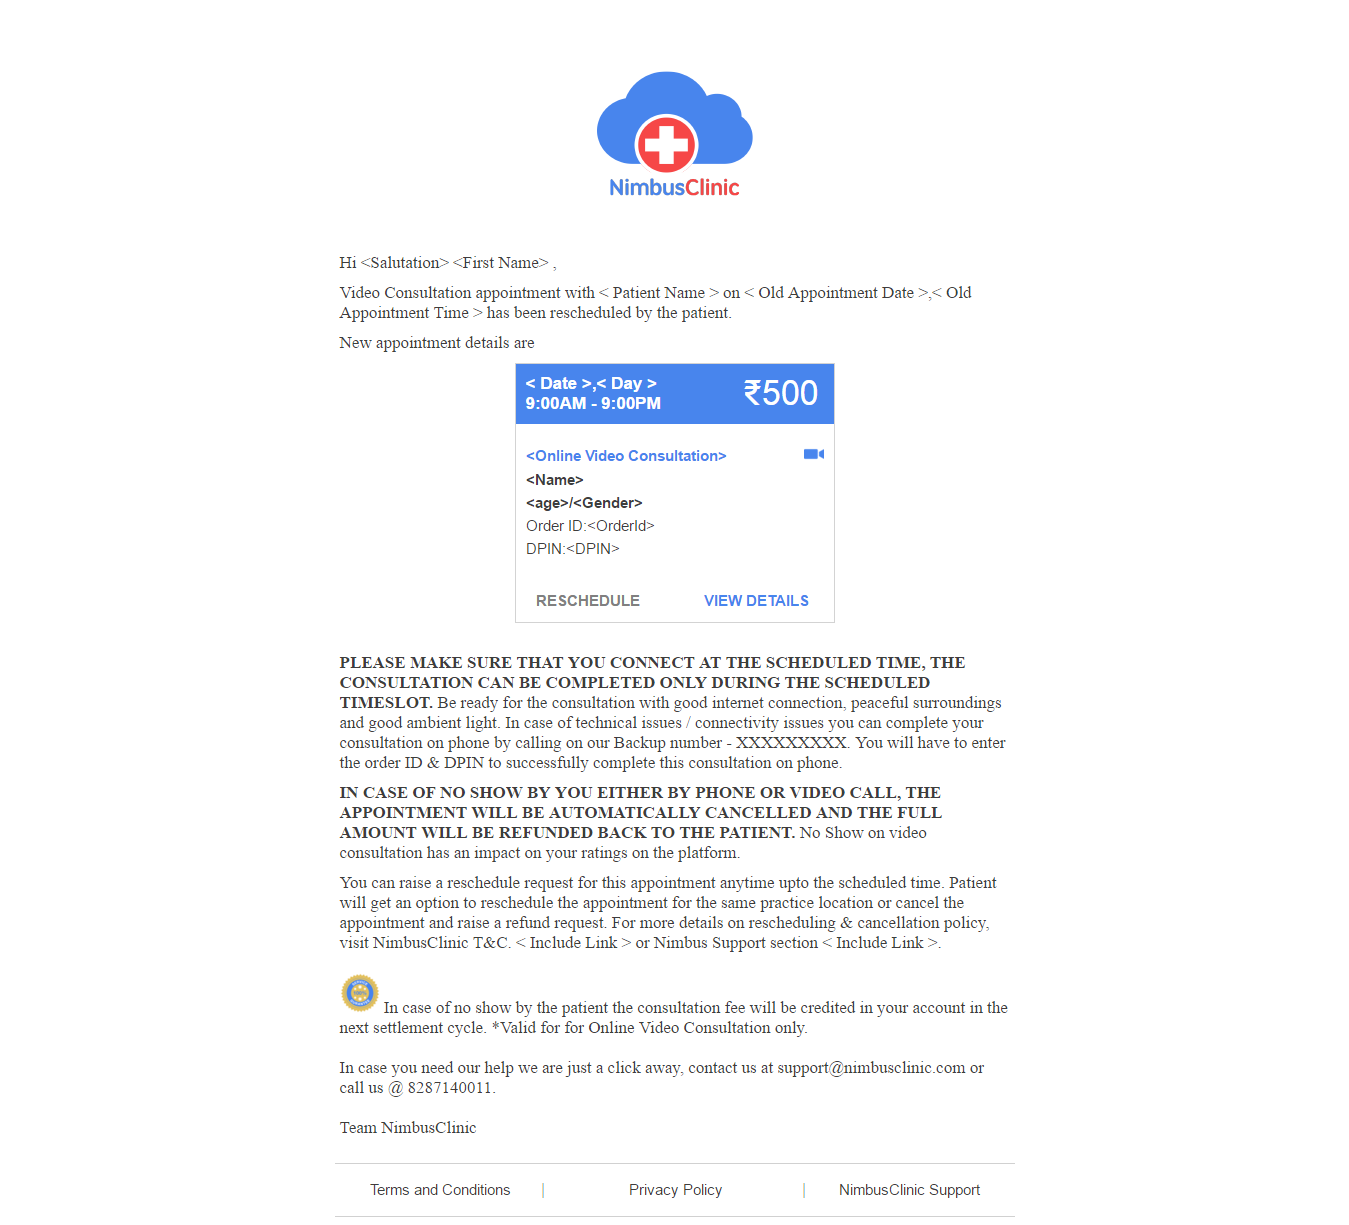 NimbusClinic
Hi <Salutation> <First Name> ,
Video Consultation appointment with < Patient Name > on < Old Appointment Date >,< Old
Appointment Time > has been rescheduled by the patient.
New appointment details are
< Date >,< Day >
9:00AM - 9:00PM
₹500
<Online Video Consultation>
<Name>
<age>/<Gender>
Order ID:<OrderId>
DPIN:<DPIN>
RESCHEDULE
VIEW DETAILS
PLEASE MAKE SURE THAT YOU CONNECT AT THE SCHEDULED TIME, THE
CONSULTATION CAN BE COMPLETED ONLY DURING THE SCHEDULED
TIMESLOT. Be ready for the consultation with good internet connection, peaceful surroundings
and good ambient light. In case of technical issues / connectivity issues you can complete your
consultation on phone by calling on our Backup number - XXXXXXXXX. You will have to enter
the order ID & DPIN to successfully complete this consultation on phone.
IN CASE OF NO SHOW BY YOU EITHER BY PHONE OR VIDEO CALL, THE
APPOINTMENT WILL BE AUTOMATICALLY CANCELLED AND THE FULL
AMOUNT WILL BE REFUNDED BACK TO THE PATIENT. No Show on video
consultation has an impact on your ratings on the platform.
You can raise a reschedule request for this appointment anytime upto the scheduled time. Patient
will get an option to reschedule the appointment for the same practice location or cancel the
appointment and raise a refund request. For more details on rescheduling & cancellation policy,
visit NimbusClinic T&C. < Include Link > or Nimbus Support section < Include Link >.
In case of no show by the patient the consultation fee will be credited in your account in the
next settlement cycle. *Valid for for Online Video Consultation only.
In case you need our help we are just a click away, contact us at support@nimbusclinic.com or
call us @ 8287140011.
Team NimbusClinic
Terms and Conditions | Privacy Policy | NimbusClinic Support